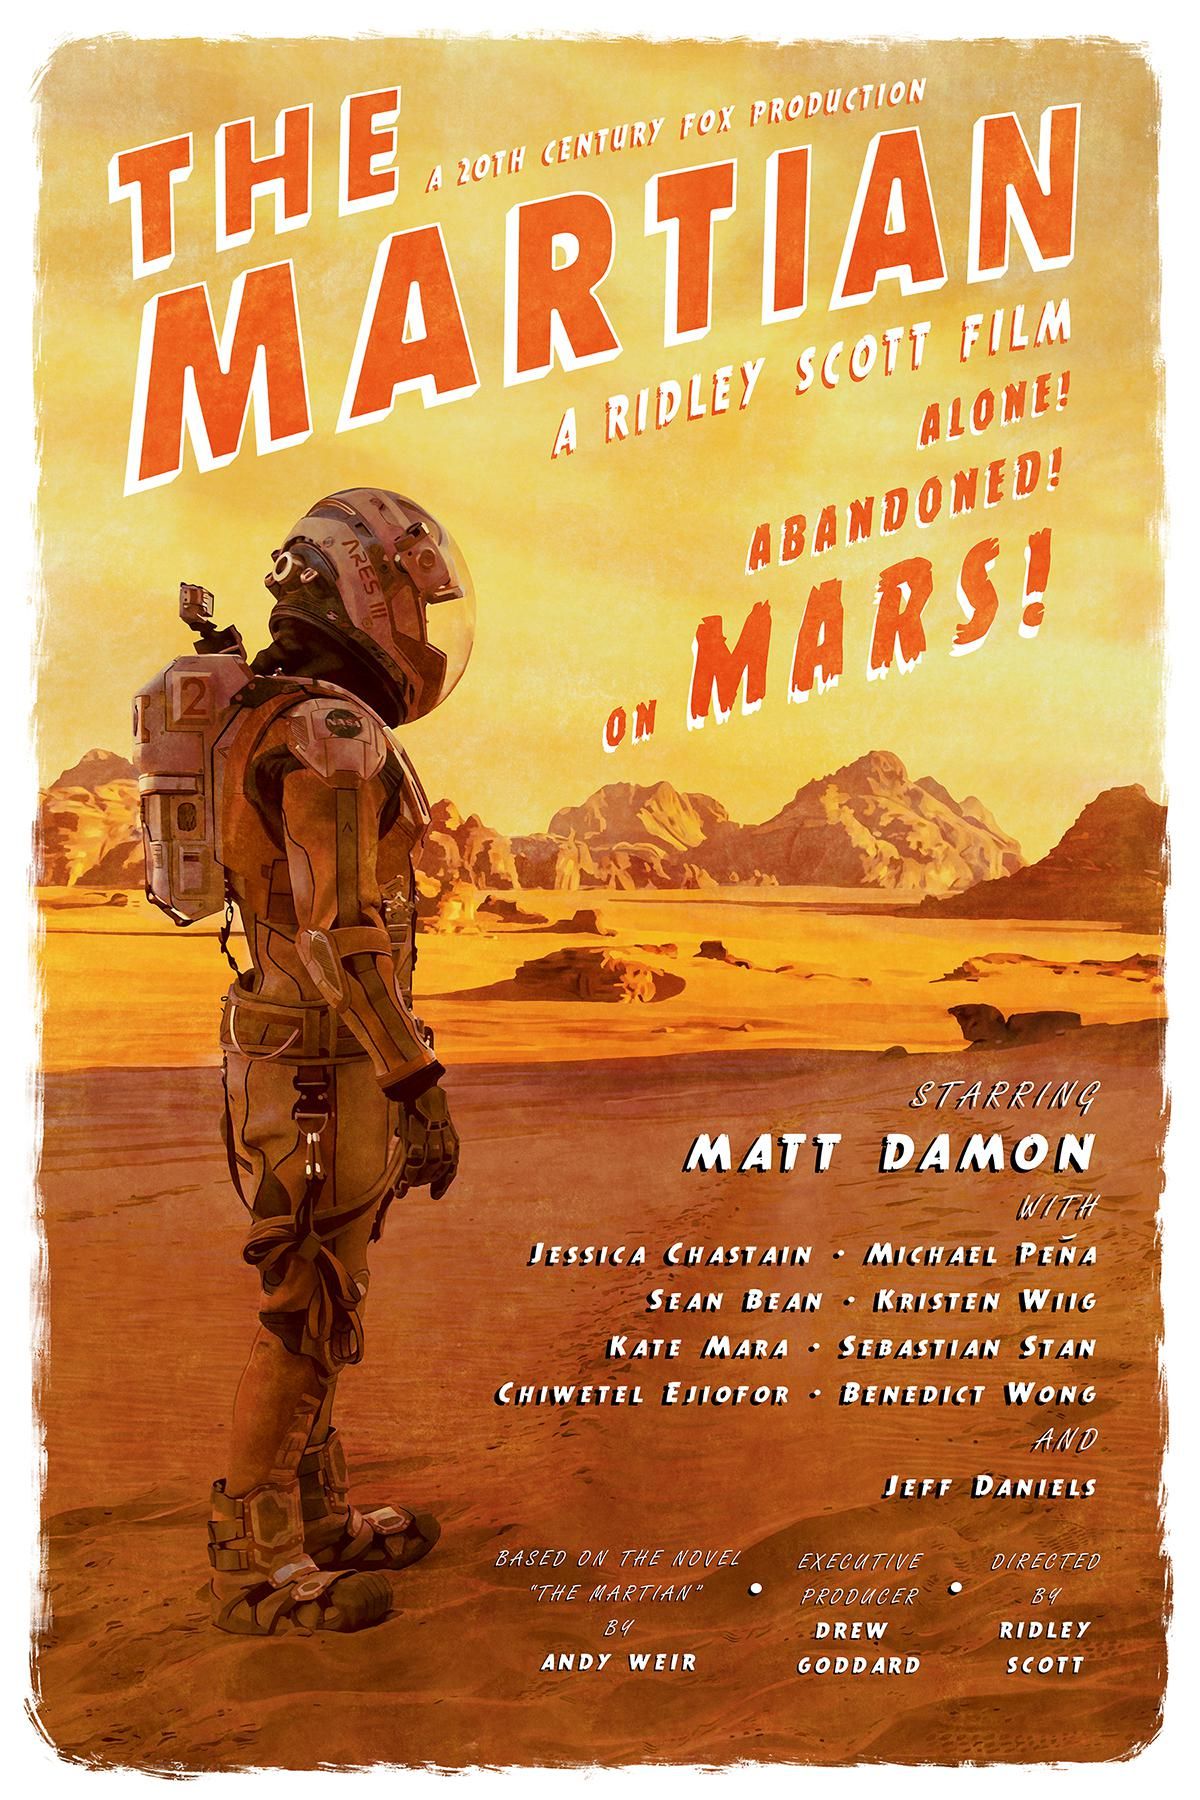 THE
A 20TH CENTURY FOX PRODUCTION
MARTIAN
A RIDLEY SCOTT FILM
ALONE!
ABANDONED!
ON MARS!
ARES III
2
NASA
STARRING
MATT DAMON
WITH
JESSICA CHASTAIN • MICHAEL PEÑA
SEAN BEAN • KRISTEN WIIG
KATE MARA • SEBASTIAN STAN
CHIWETEL EJIOFOR • BENEDICT WONG
AND
JEFF DANIELS
BASED ON THE NOVEL
"THE MARTIAN"
BY
ANDY WEIR
•
EXECUTIVE
PRODUCER
DREW
GODDARD
•
DIRECTED
BY
RIDLEY
SCOTT